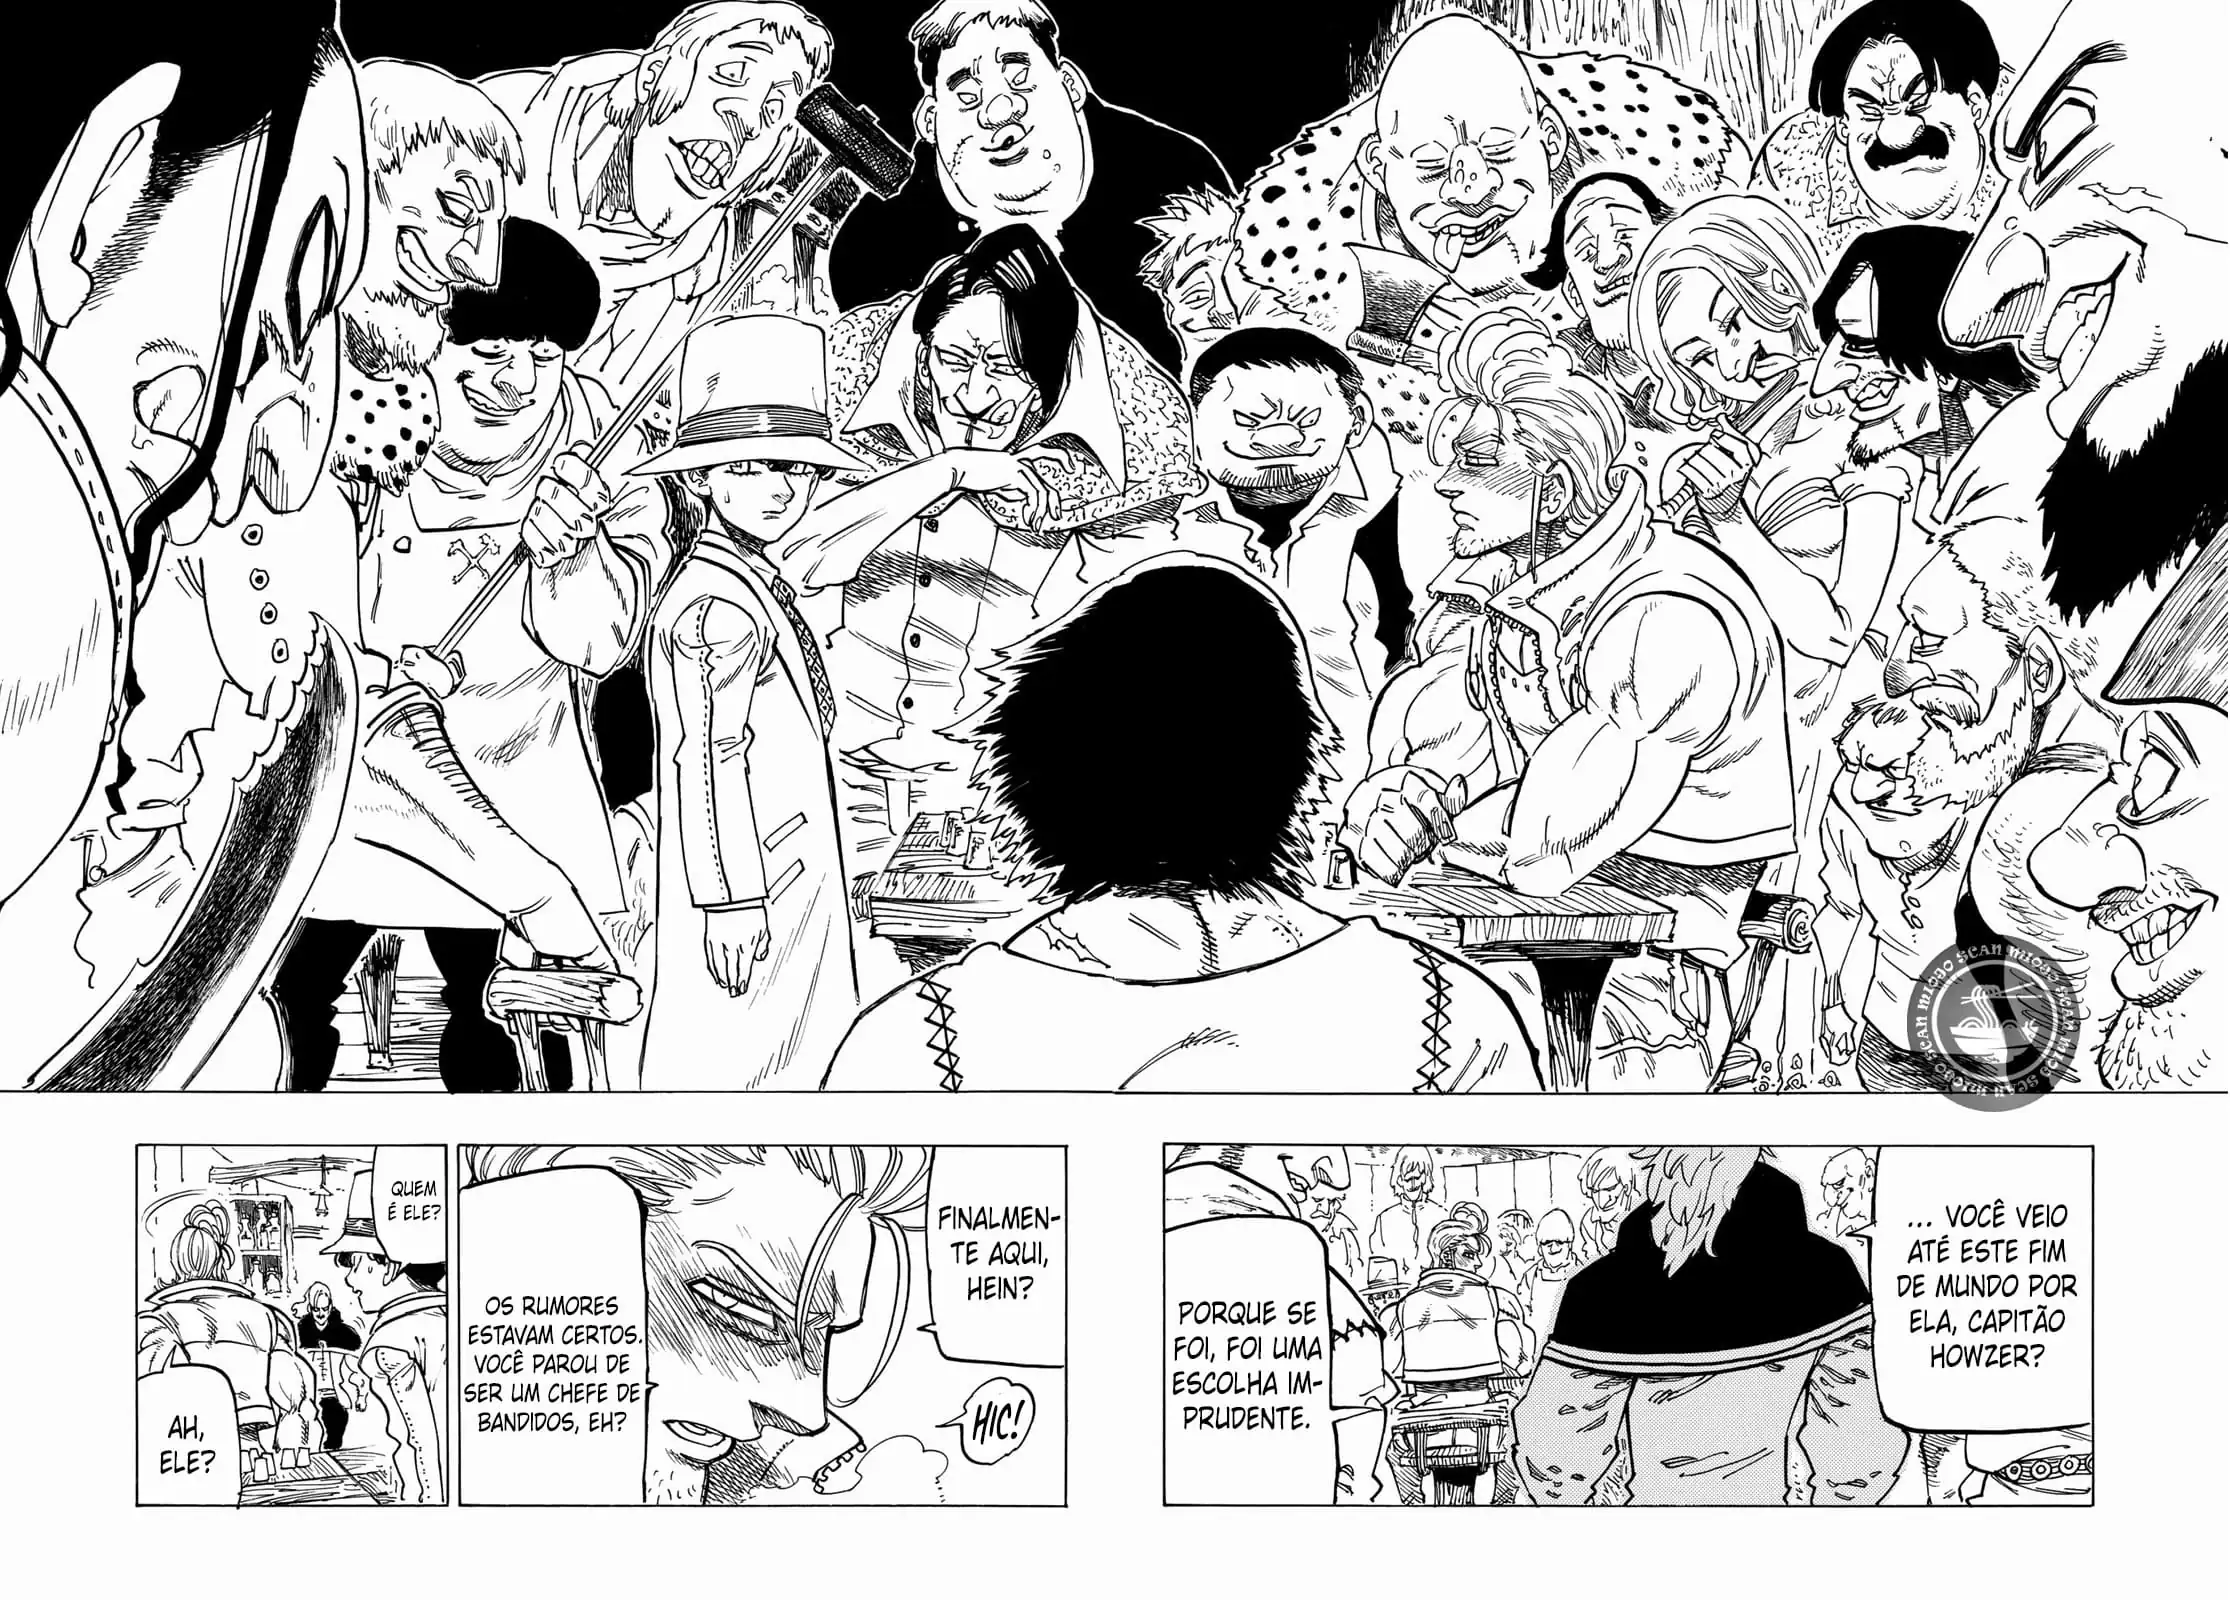 ... VOCÊ VEIO
ATÉ ESTE FIM
DE MUNDO POR
ELA, CAPITÃO
HOWZER?
PORQUE SE
FOI, FOI UMA
ESCOLHA IM-
PRUDENTE.
FINALMEN-
TE AQUI,
HEIN?
HIC!
OS RUMORES
ESTAVAM CERTOS.
VOCÊ PAROU DE
SER UM CHEFE DE
BANDIDOS, EH?
QUEM
É ELE?
AH,
ELE?